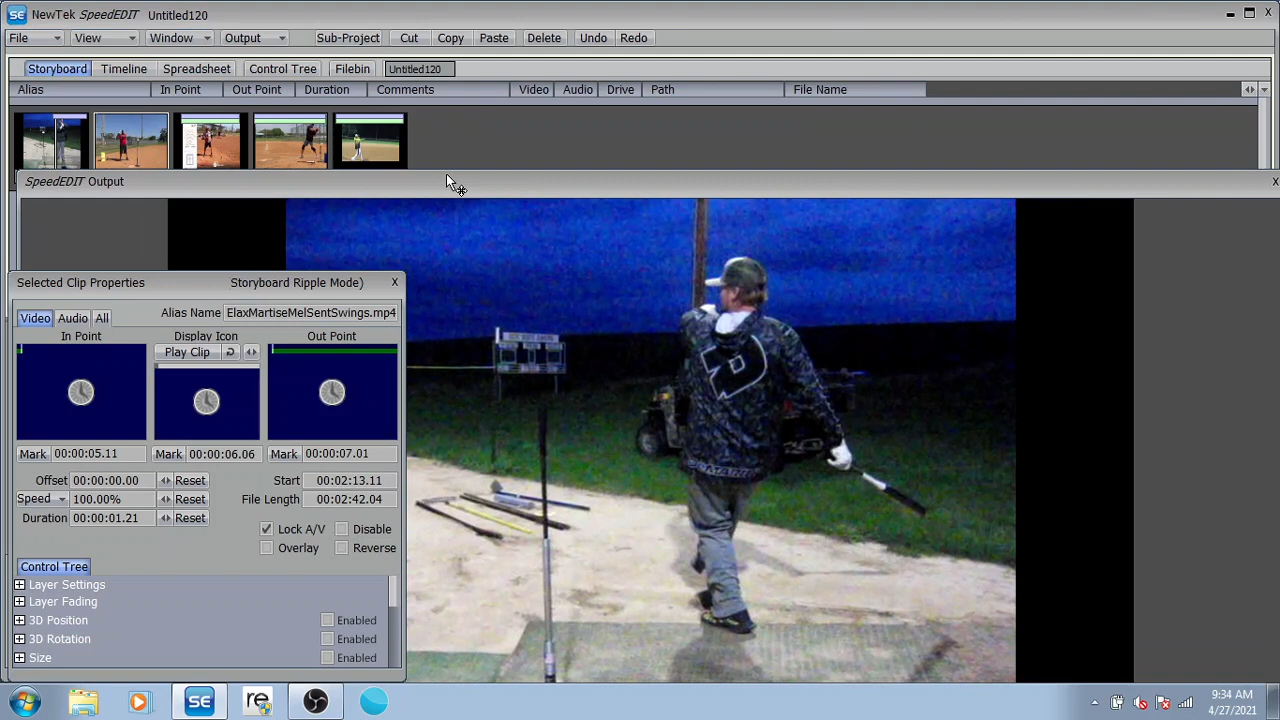 SE NewTek SpeedEDIT Untitled120
File View Window Output Sub-Project Cut Copy Paste Delete Undo Redo
Storyboard Timeline Spreadsheet Control Tree Filebin Untitled120
Alias In Point Out Point Duration Comments Video Audio Drive Path File Name
SpeedEDIT Output X
Selected Clip Properties Storyboard Ripple Mode) X
Video Audio All Alias Name ElaxMartiseMelSentSwings.mp4
In Point Display Icon Out Point
Play Clip
Mark 00:00:05.11 Mark 00:00:06.06 Mark 00:00:07.01
Offset 00:00:00.00 Reset Start 00:02:13.11
Speed 100.00% Reset File Length 00:02:42.04
Duration 00:00:01.21 Reset
Lock A/V Disable
Overlay Reverse
Control Tree
Layer Settings
Layer Fading
3D Position Enabled
3D Rotation Enabled
Size Enabled
SE re
9:34 AM
4/27/2021